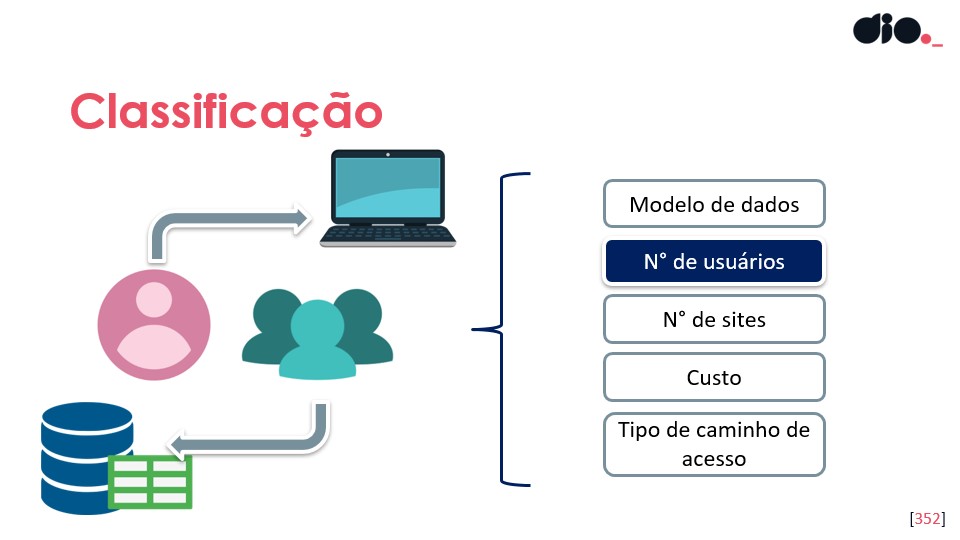 dio._
Classificação
Modelo de dados
N° de usuários
N° de sites
Custo
Tipo de caminho de
acesso
[352]